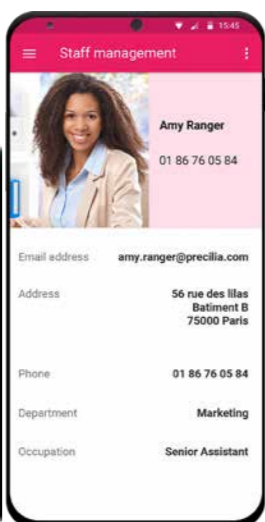 15:45
Staff management
Amy Ranger
01 86 76 05 84
Email address amy.ranger@precilia.com
Address 56 rue des lilas
Batiment B
75000 Paris
Phone 01 86 76 05 84
Department Marketing
Occupation Senior Assistant